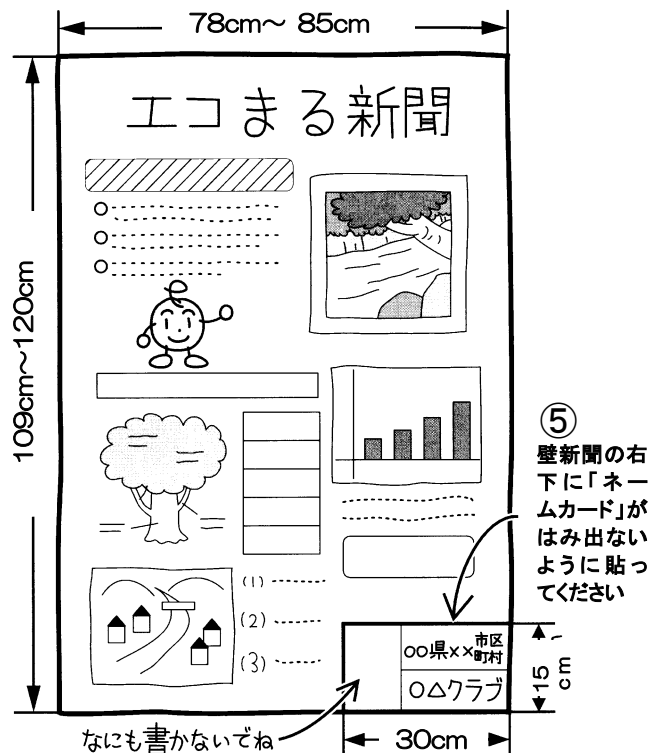 78cm～ 85cm
エコまる新聞
109cm～120cm
⑤
壁新聞の右
下に「ネー
ムカード」が
はみ出ない
ように貼っ
てください
(1)
(2)
(3)
○○県××市区町村
○△クラブ
15cm
なにも書かないでね
30cm